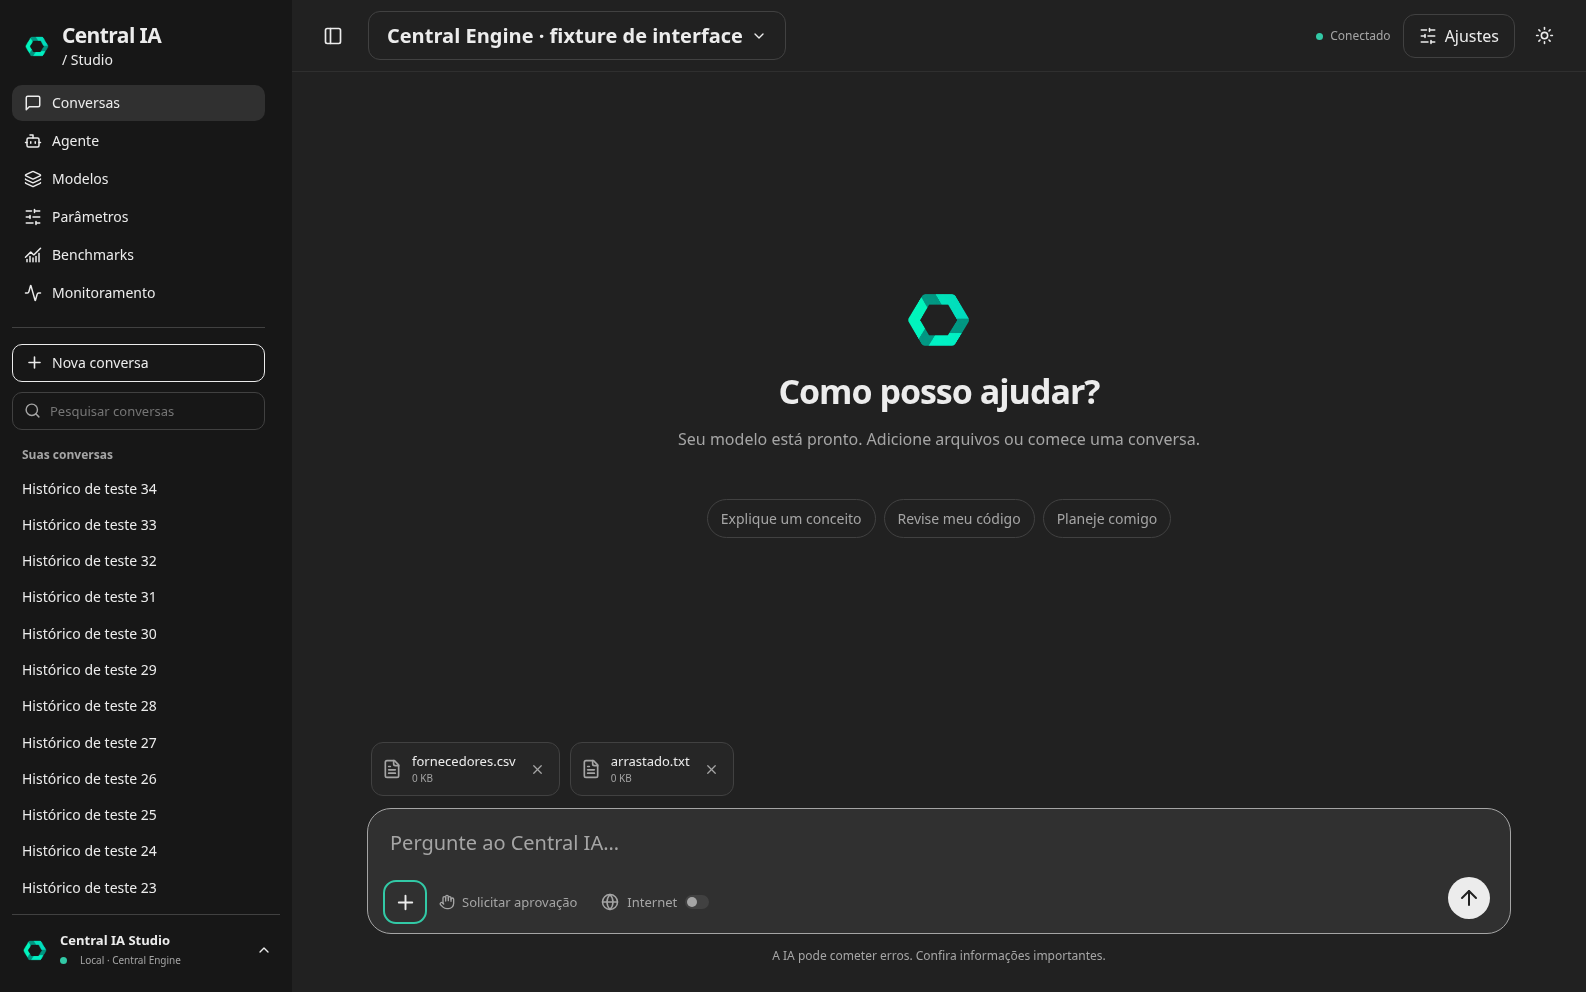 Central IA
/ Studio
Conversas
Agente
Modelos
Parâmetros
Benchmarks
Monitoramento
Nova conversa
Pesquisar conversas
Suas conversas
Histórico de teste 34
Histórico de teste 33
Histórico de teste 32
Histórico de teste 31
Histórico de teste 30
Histórico de teste 29
Histórico de teste 28
Histórico de teste 27
Histórico de teste 26
Histórico de teste 25
Histórico de teste 24
Histórico de teste 23
Central IA Studio
Local · Central Engine
Central Engine · fixture de interface
Conectado
Ajustes
Como posso ajudar?
Seu modelo está pronto. Adicione arquivos ou comece uma conversa.
Explique um conceito
Revise meu código
Planeje comigo
fornecedores.csv
0 KB
arrastado.txt
0 KB
Pergunte ao Central IA...
Solicitar aprovação
Internet
A IA pode cometer erros. Confira informações importantes.